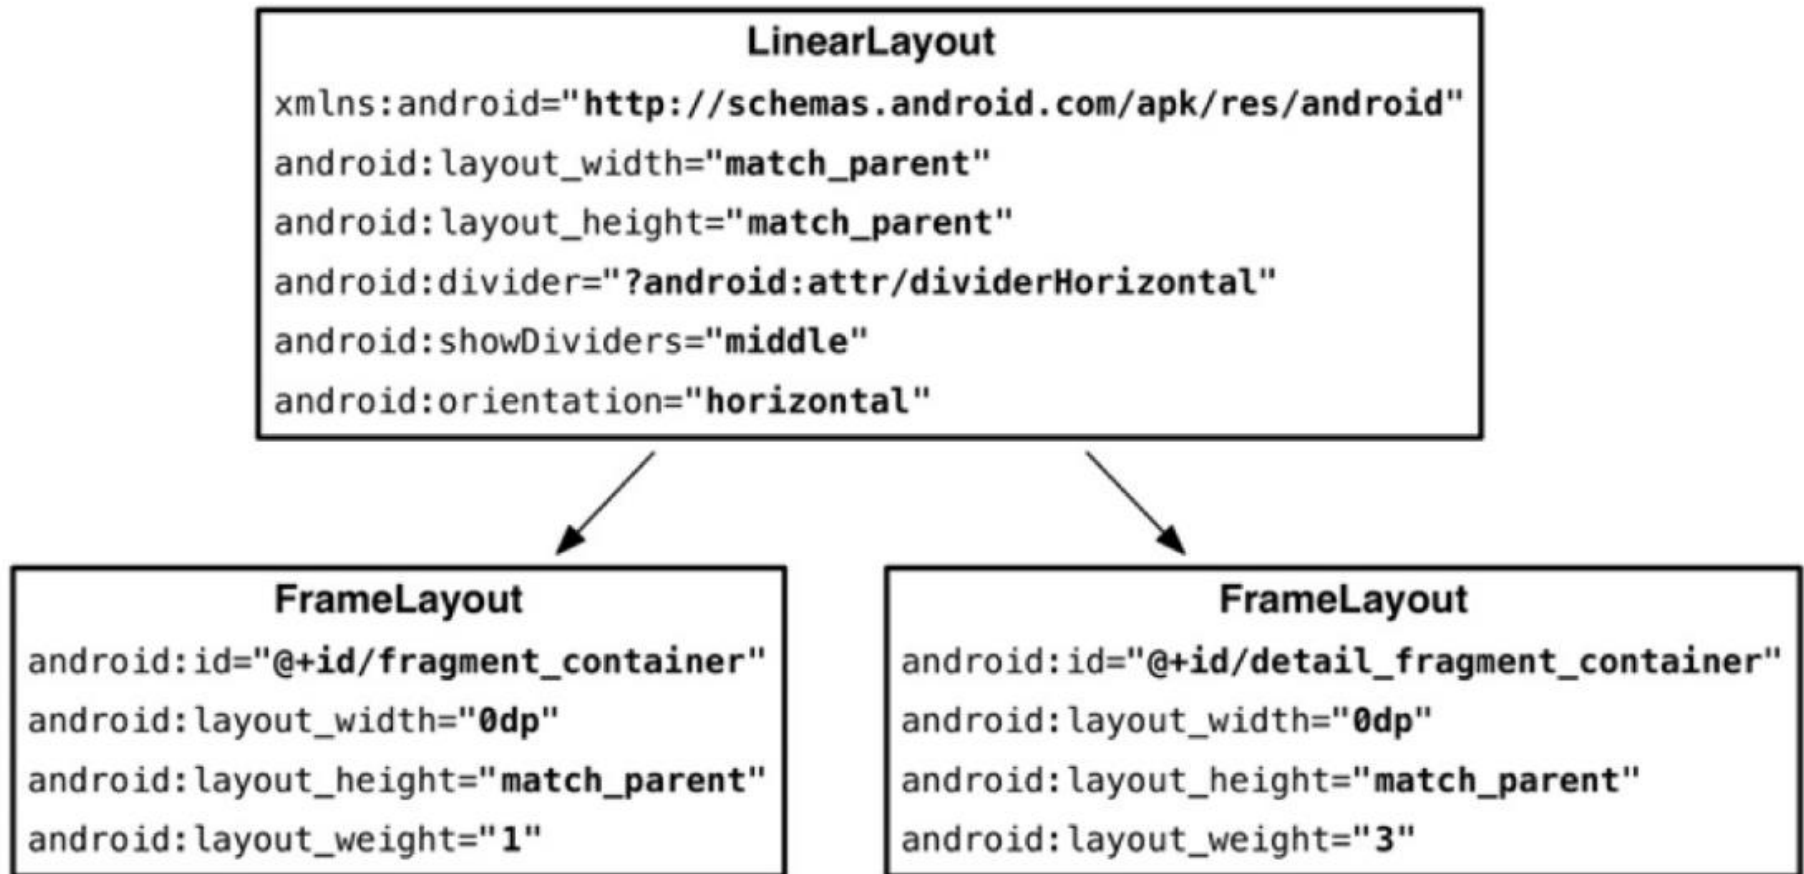 LinearLayout
xmlns:android="http://schemas.android.com/apk/res/android"
android:layout_width="match_parent"
android:layout_height="match_parent"
android:divider="?android:attr/dividerHorizontal"
android:showDividers="middle"
android:orientation="horizontal"
FrameLayout
android:id="@+id/fragment_container"
android:layout_width="0dp"
android:layout_height="match_parent"
android:layout_weight="1"
FrameLayout
android:id="@+id/detail_fragment_container"
android:layout_width="0dp"
android:layout_height="match_parent"
android:layout_weight="3"